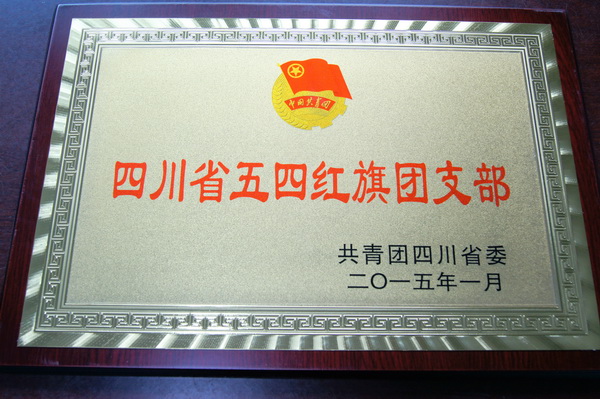 中国共青团
四川省五四红旗团支部
共青团四川省委
二〇一五年一月